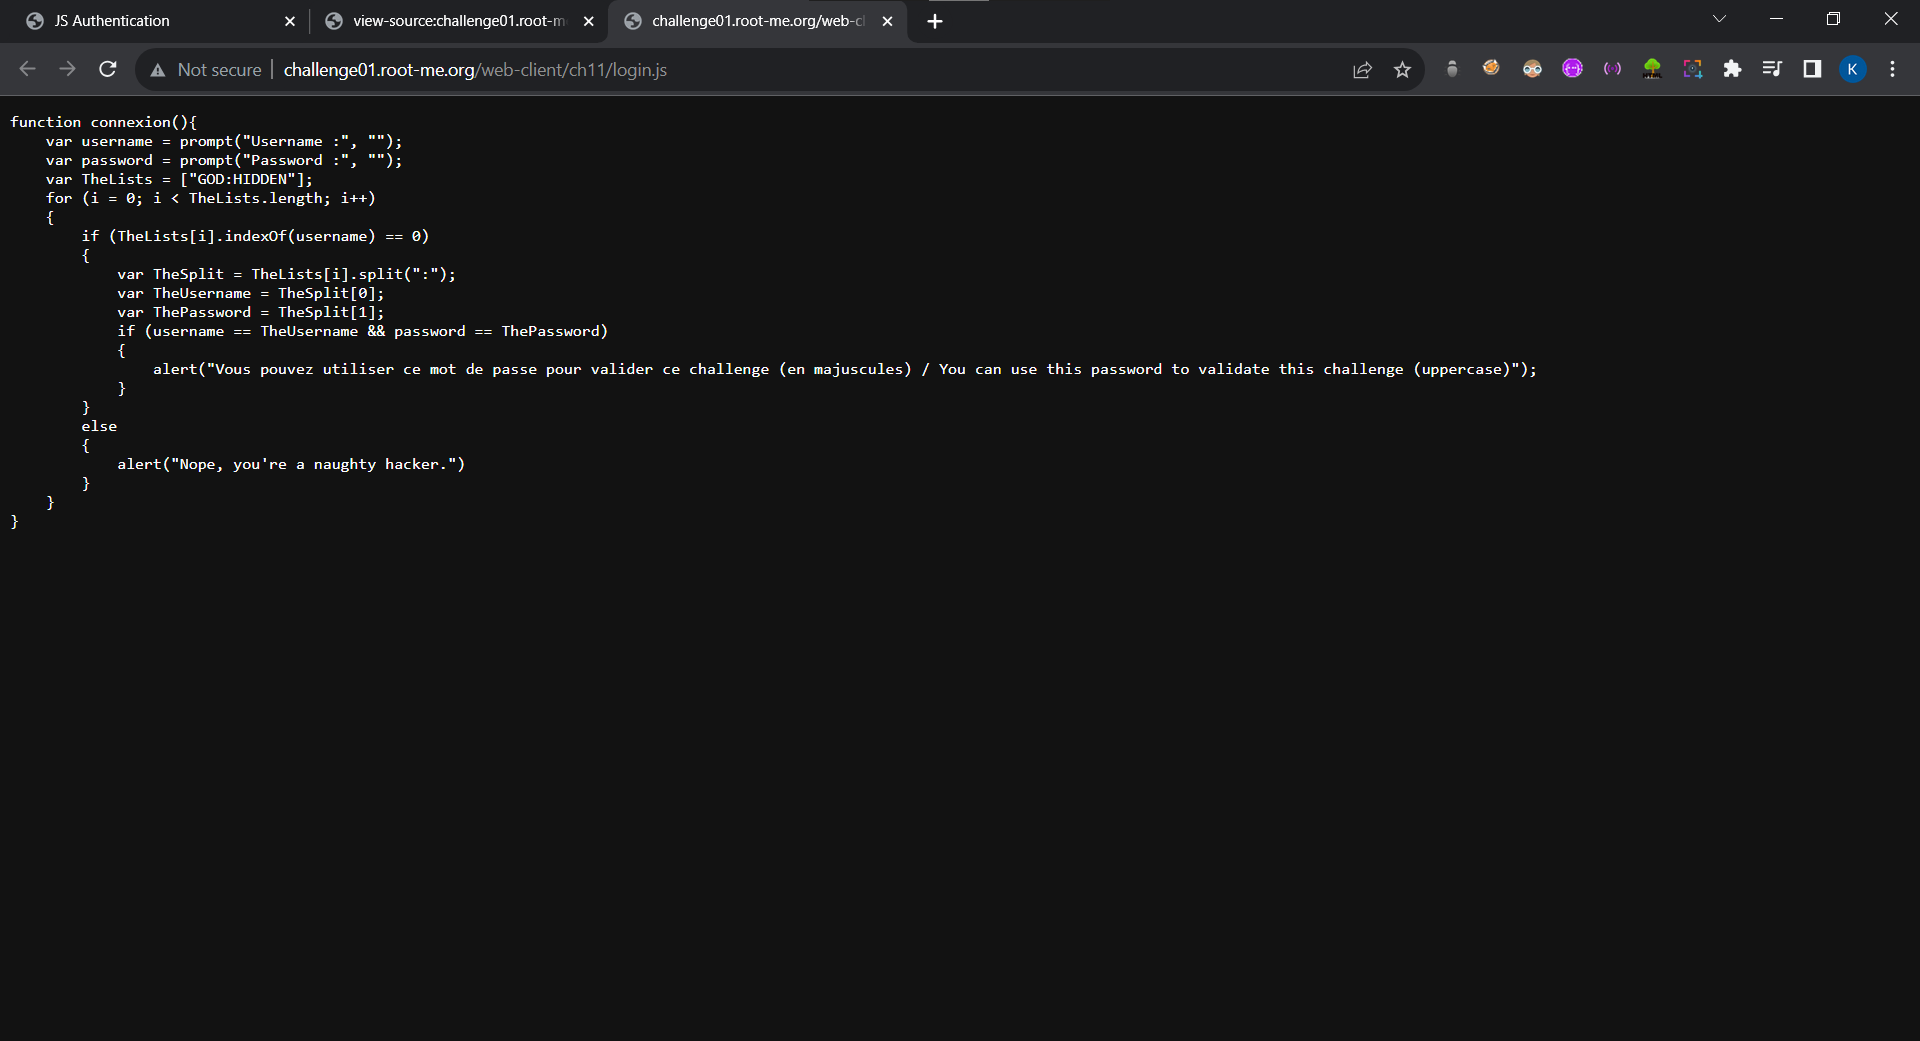 JS Authentication
view-source:challenge01.root-m
challenge01.root-me.org/web-cl
Not secure | challenge01.root-me.org/web-client/ch11/login.js
K
function connexion(){
    var username = prompt("Username :", "");
    var password = prompt("Password :", "");
    var TheLists = ["GOD:HIDDEN"];
    for (i = 0; i < TheLists.length; i++)
    {
        if (TheLists[i].indexOf(username) == 0)
        {
            var TheSplit = TheLists[i].split(":");
            var TheUsername = TheSplit[0];
            var ThePassword = TheSplit[1];
            if (username == TheUsername && password == ThePassword)
            {
                alert("Vous pouvez utiliser ce mot de passe pour valider ce challenge (en majuscules) / You can use this password to validate this challenge (uppercase)");
            }
        }
        else
        {
            alert("Nope, you're a naughty hacker.")
        }
    }
}